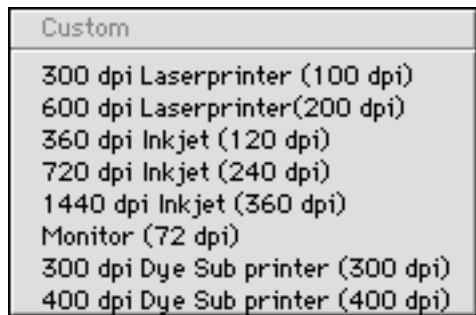 Custom
300 dpi Laserprinter (100 dpi)
600 dpi Laserprinter(200 dpi)
360 dpi Inkjet (120 dpi)
720 dpi Inkjet (240 dpi)
1440 dpi Inkjet (360 dpi)
Monitor (72 dpi)
300 dpi Dye Sub printer (300 dpi)
400 dpi Dye Sub printer (400 dpi)